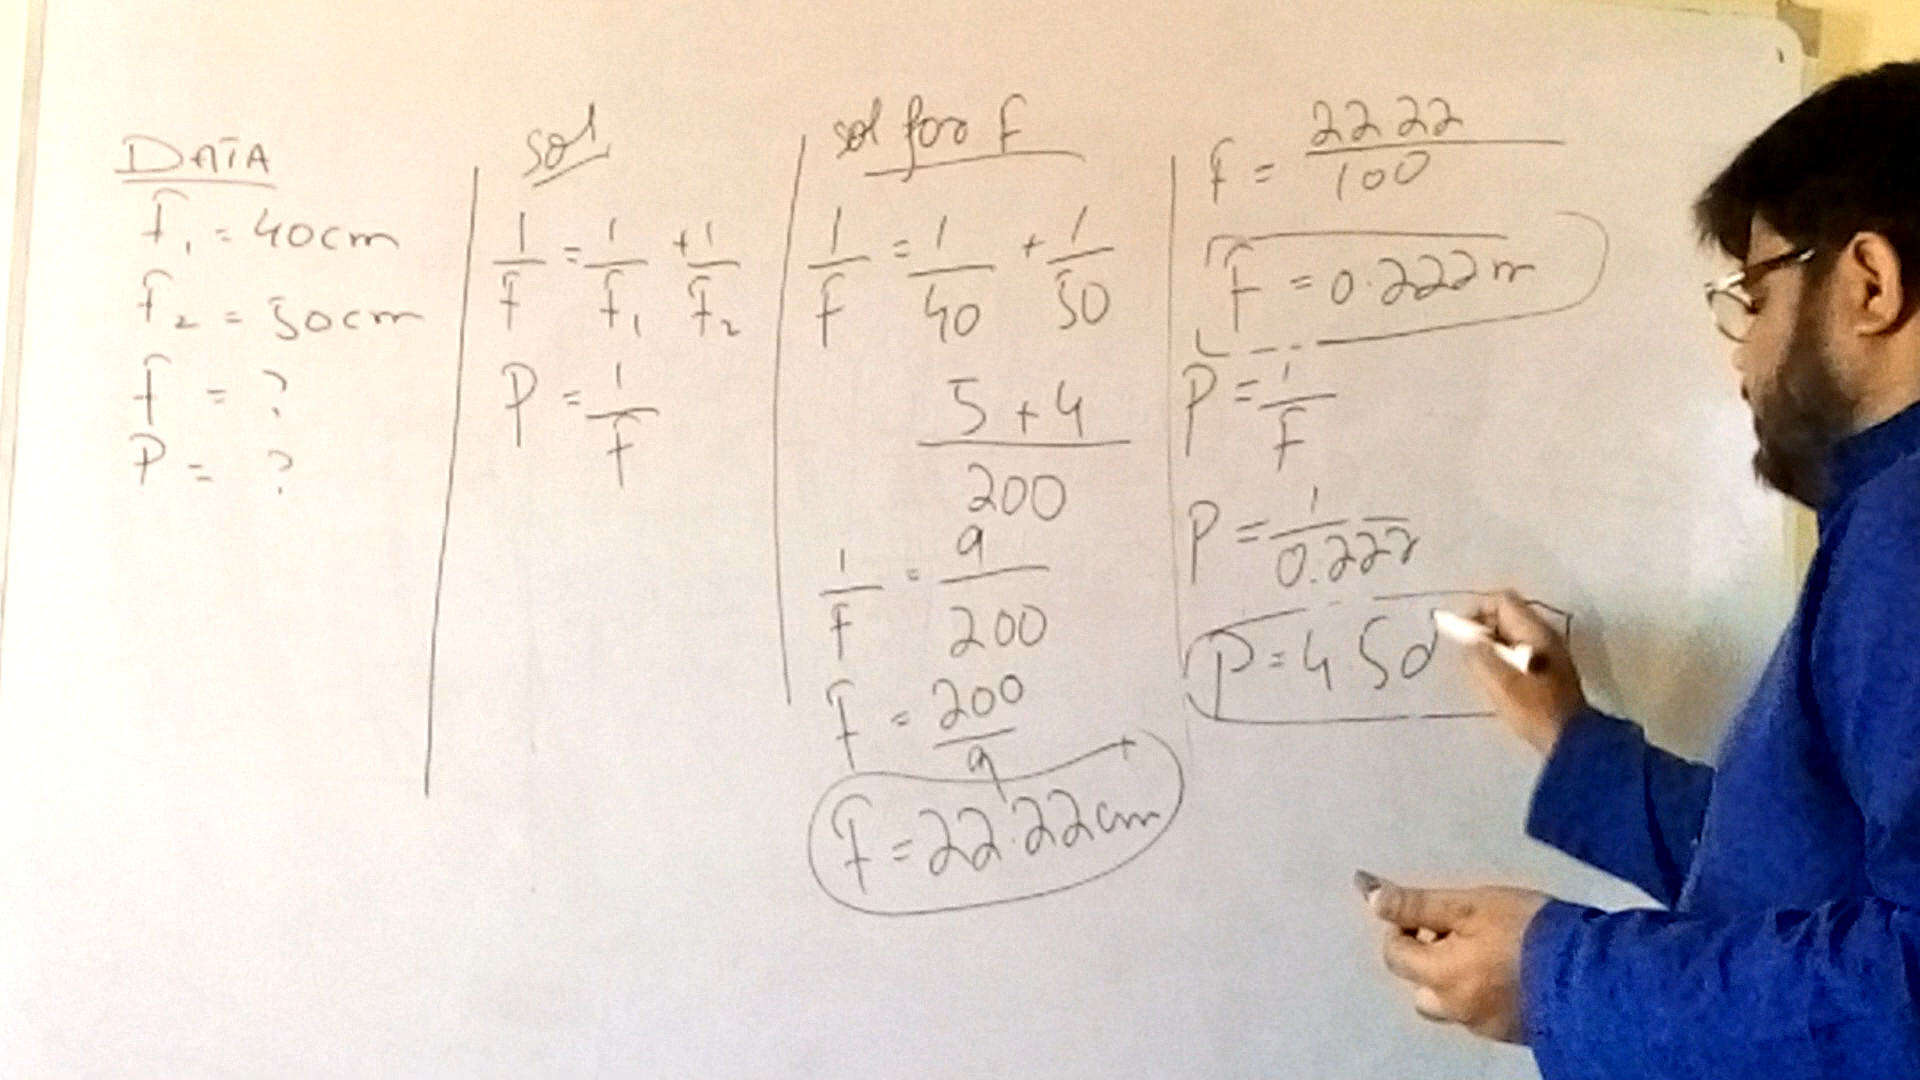 DATA
F₁ = 40cm
F₂ = 50cm
F = ?
P = ?
sol
1/F = 1/F₁ + 1/F₂
P = 1/F
sol for F
1/F = 1/40 + 1/50
5 + 4
200
1/F = 9/200
F = 200/9
F = 22.22cm
F = 22.22/100
F = 0.222m
P = 1/F
P = 1/0.222
P = 4.5d